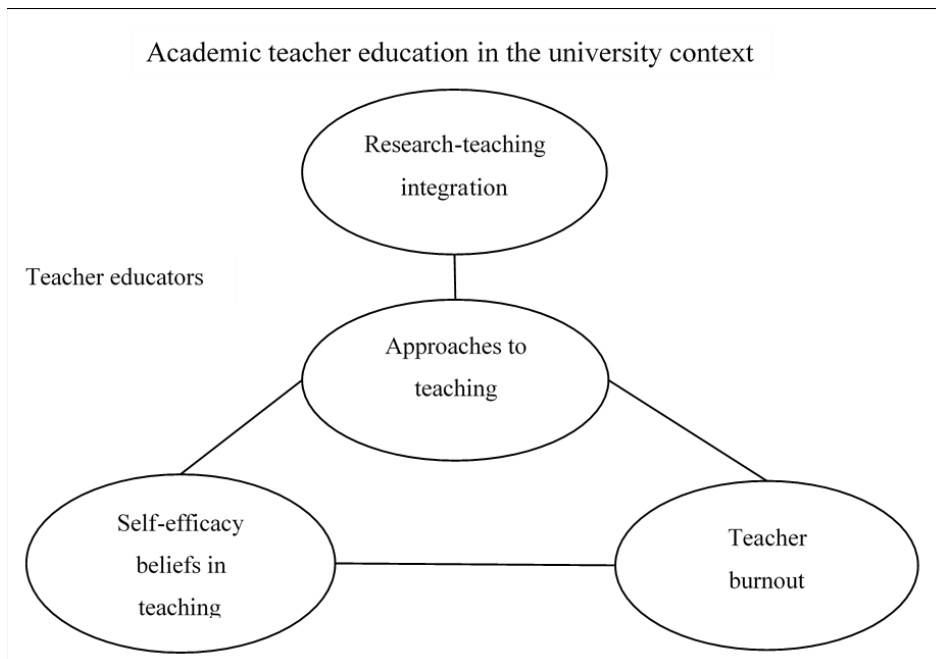 Academic teacher education in the university context
Research-teaching
integration
Teacher educators
Approaches to
teaching
Self-efficacy
beliefs in
teaching
Teacher
burnout